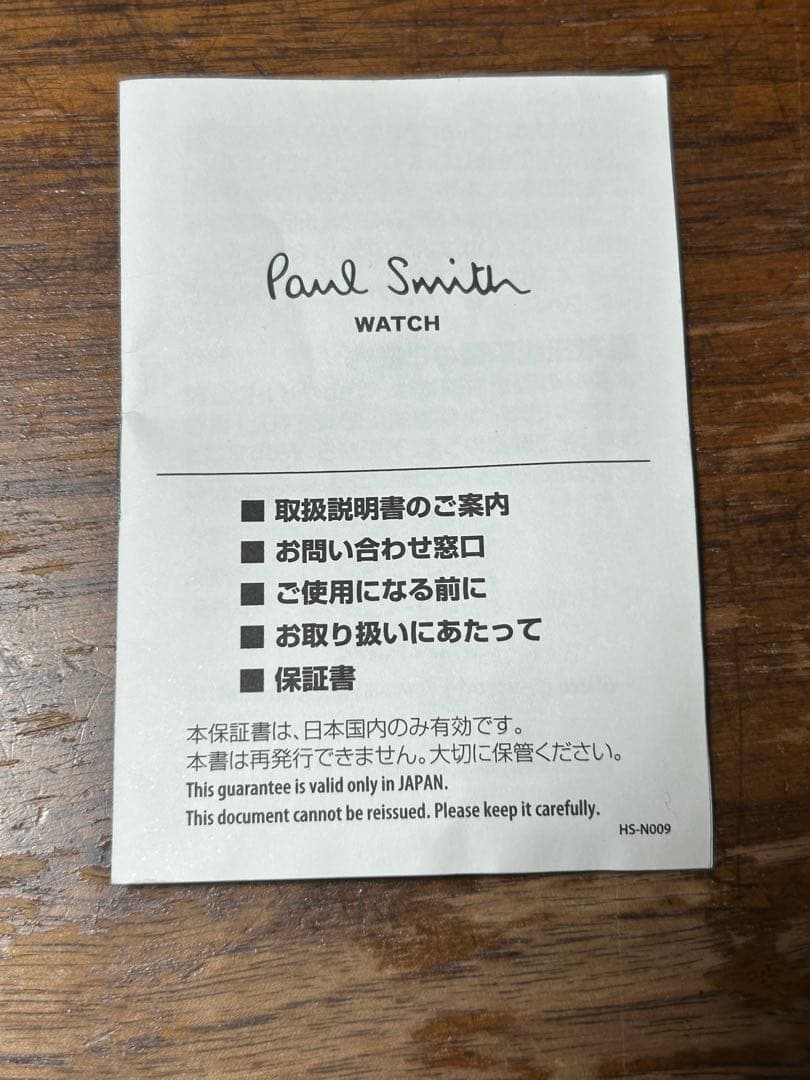 Paul Smith
WATCH
■ 取扱説明書のご案内
■ お問い合わせ窓口
■ ご使用になる前に
■ お取り扱いにあたって
■ 保証書
本保証書は、日本国内のみ有効です。
本書は再発行できません。大切に保管ください。
This guarantee is valid only in JAPAN.
This document cannot be reissued. Please keep it carefully.
HS-N009